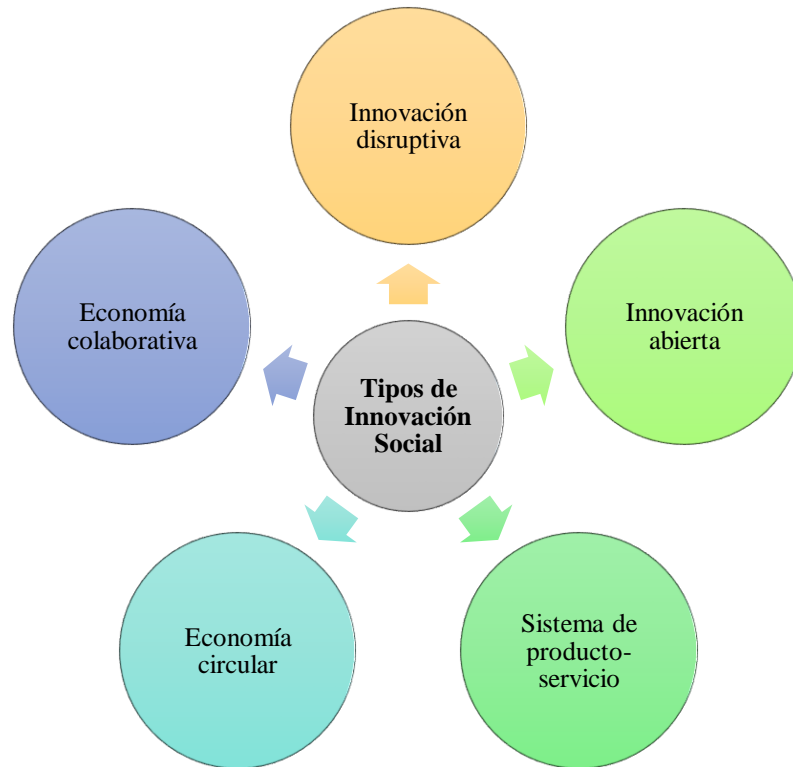 Innovación
disruptiva
Economía
colaborativa
Innovación
abierta
Tipos de
Innovación
Social
Economía
circular
Sistema de
producto-
servicio